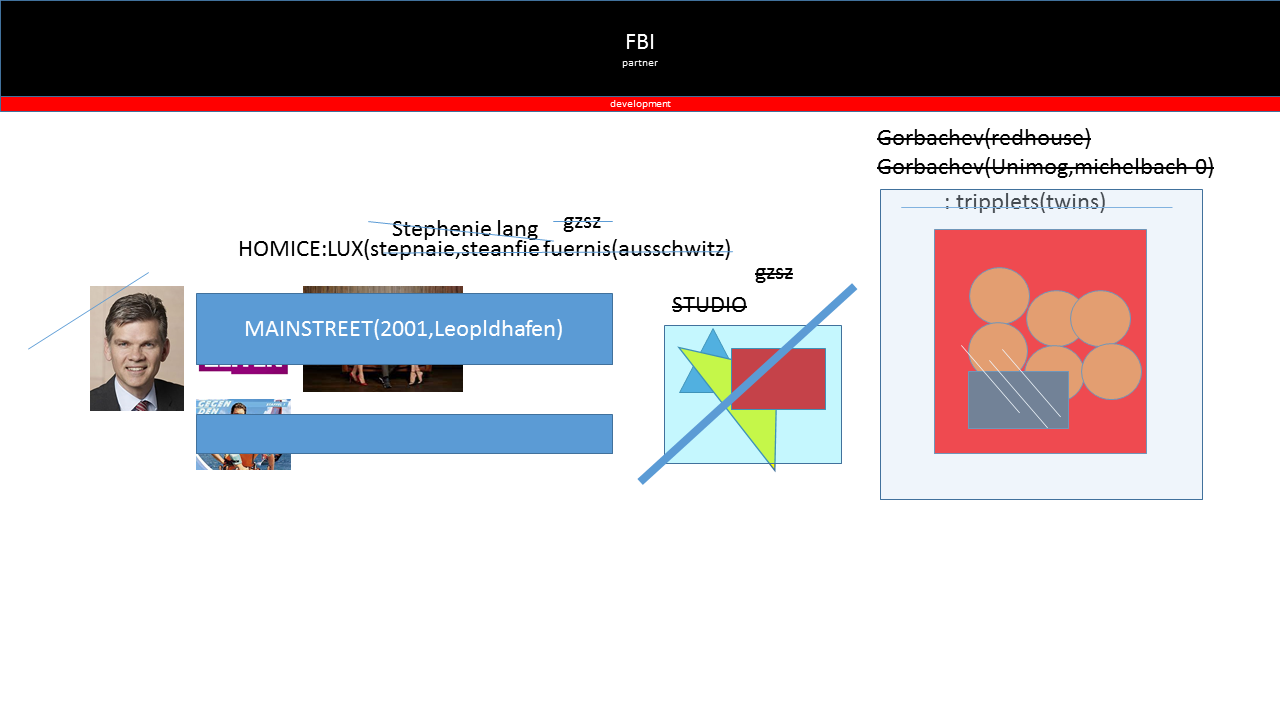 FBI
partner
development
Gorbachev(redhouse)
Gorbachev(Unimog,michelbach-0)
: tripplets(twins)
gzsz
Stephenie lang
HOMICE:LUX(stepnaie,steanfie fuernis(ausschwitz)
gzsz
STUDIO
MAINSTREET(2001,Leopldhafen)
GEGEN
DEN